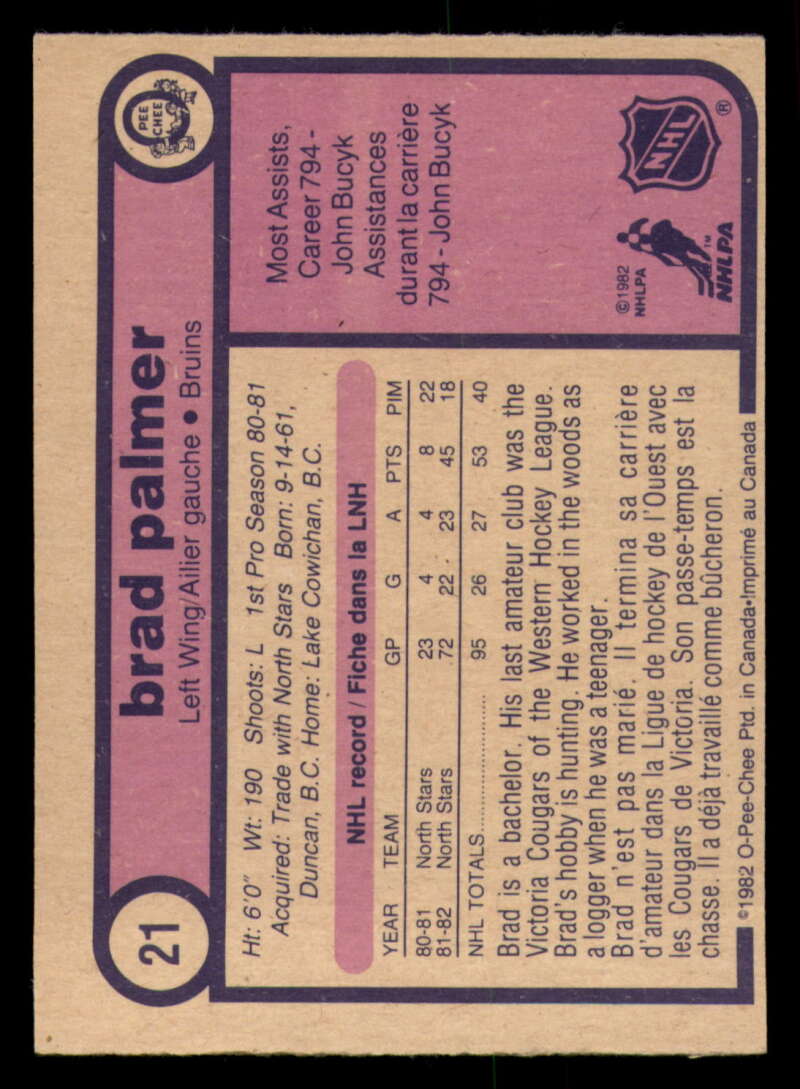 21
brad palmer
Left Wing/Ailier gauche • Bruins
O
PEE
CHEE
Ht: 6'0" Wt: 190 Shoots: L 1st Pro Season 80-81
Acquired: Trade with North Stars Born: 9-14-61,
Duncan, B.C. Home: Lake Cowichan, B.C.
NHL record / Fiche dans la LNH
YEAR TEAM GP G A PTS PIM
80-81 North Stars 23 4 4 8 22
81-82 North Stars 72 22 23 45 18
NHL TOTALS................ 95 26 27 53 40
Brad is a bachelor. His last amateur club was the
Victoria Cougars of the Western Hockey League.
Brad's hobby is hunting. He worked in the woods as
a logger when he was a teenager.
Brad n'est pas marié. Il termina sa carrière
d'amateur dans la Ligue de hockey de l'Ouest avec
les Cougars de Victoria. Son passe-temps est la
chasse. Il a déjà travaillé comme bûcheron.
©1982 O-Pee-Chee Ptd. in Canada•Imprimé au Canada
Most Assists,
Career 794 -
John Bucyk
Assistances
durant la carrière
794 - John Bucyk
©1982
NHLPA
NHLPA
™
NHL
®